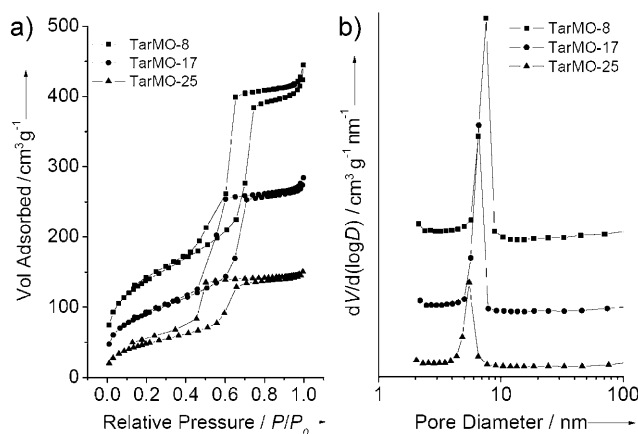 a)
TarMO-8
TarMO-17
TarMO-25
Vol Adsorbed /cm³g⁻¹
500
400
300
200
100
0
0.0 0.2 0.4 0.6 0.8 1.0
Relative Pressure / P/P₀
b)
TarMO-8
TarMO-17
TarMO-25
dV/d(logD) / cm³ g⁻¹ nm⁻¹
1 10 100
Pore Diameter / nm